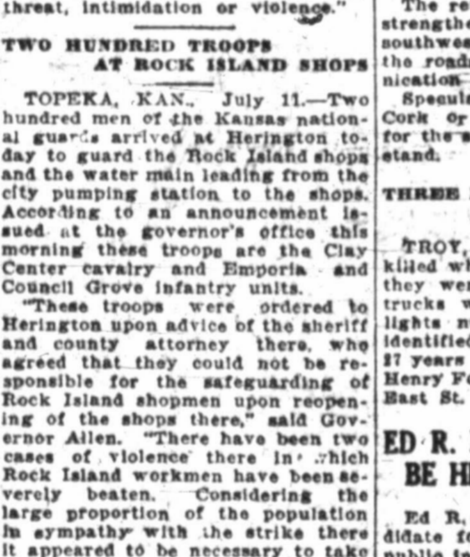 threat, intimidation or violence."
TWO HUNDRED TROOPS
AT ROCK ISLAND SHOPS
TOPEKA, KAN., July 11.—Two
hundred men of the Kansas nation-
al guards arrived at Herington to-
day to guard the Rock Island shops
and the water main leading from the
city pumping station to the shops.
According to an announcement is-
sued at the governor's office this
morning these troops are the Clay
Center cavalry and Emporia and
Council Grove infantry units.
"These troops were ordered to
Herington upon advice of the sheriff
and county attorney there, who
agreed that they could not be re-
sponsible for the safeguarding of
Rock Island shopmen upon reopen-
ing of the shops there," said Gov-
ernor Allen. "There have been two
cases of violence there in which
Rock Island workmen have been se-
verely beaten. Considering the
large proportion of the population
in sympathy with the strike there
it appeared to be necessary to take
The re
strengthe
southwes
the road
nication
Specul
Cork or
for the
stand.
THREE
TROY,
killed w
they wer
trucks
lights
identified
27 years
Henry F
East St.
ED R.
BE H
Ed R.
didate f